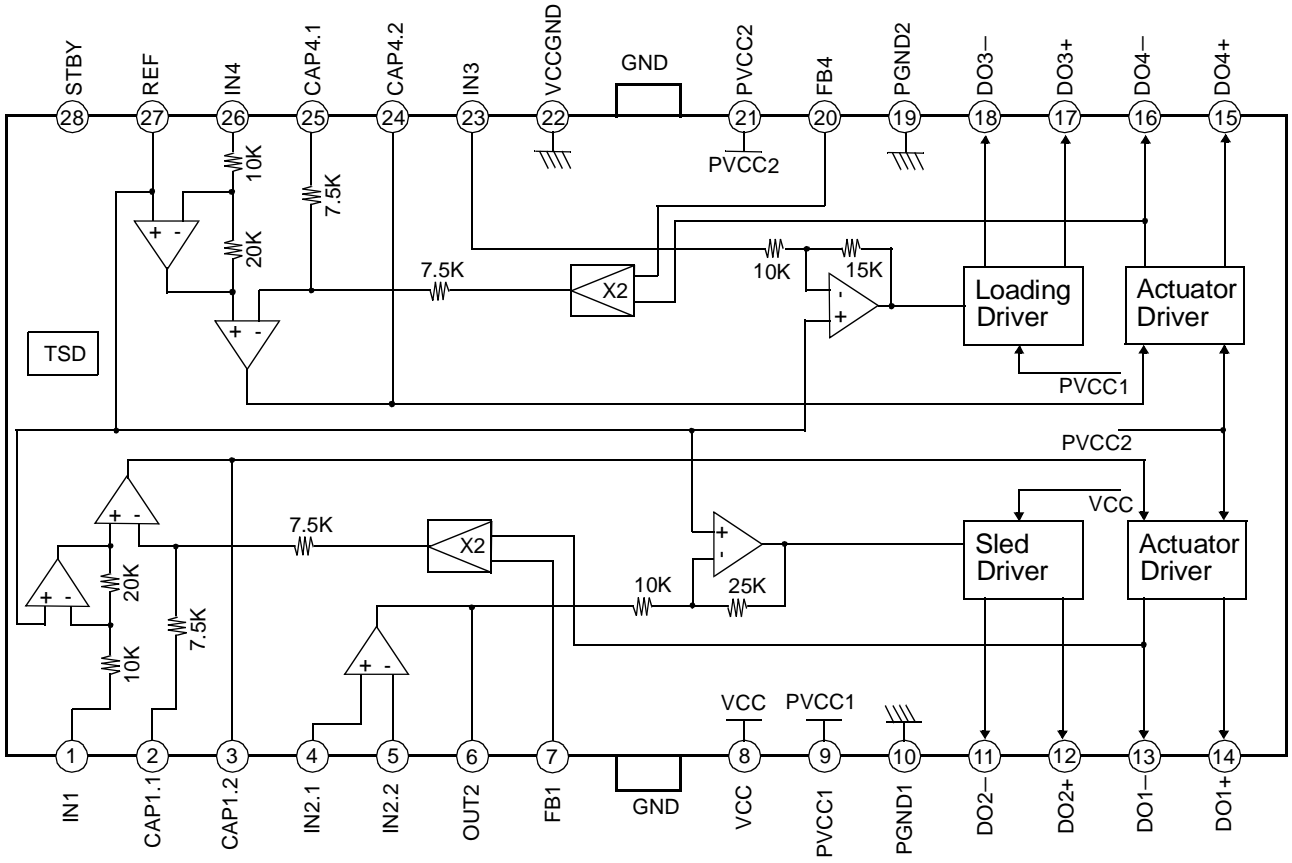 STBY
REF
IN4
CAP4.1
CAP4.2
IN3
VCCGND
GND
PVCC2
FB4
PGND2
DO3−
DO3+
DO4−
DO4+
28
27
26
25
24
23
22
21
20
19
18
17
16
15
PVCC2
10K
7.5K
+ -
20K
7.5K
X2
10K
15K
-
+
Loading
Driver
Actuator
Driver
+ -
TSD
PVCC1
PVCC2
VCC
+ -
7.5K
X2
+
-
Sled
Driver
Actuator
Driver
20K
+ -
10K
25K
7.5K
10K
+ -
VCC
PVCC1
1
2
3
4
5
6
7
8
9
10
11
12
13
14
IN1
CAP1.1
CAP1.2
IN2.1
IN2.2
OUT2
FB1
GND
VCC
PVCC1
PGND1
DO2−
DO2+
DO1−
DO1+